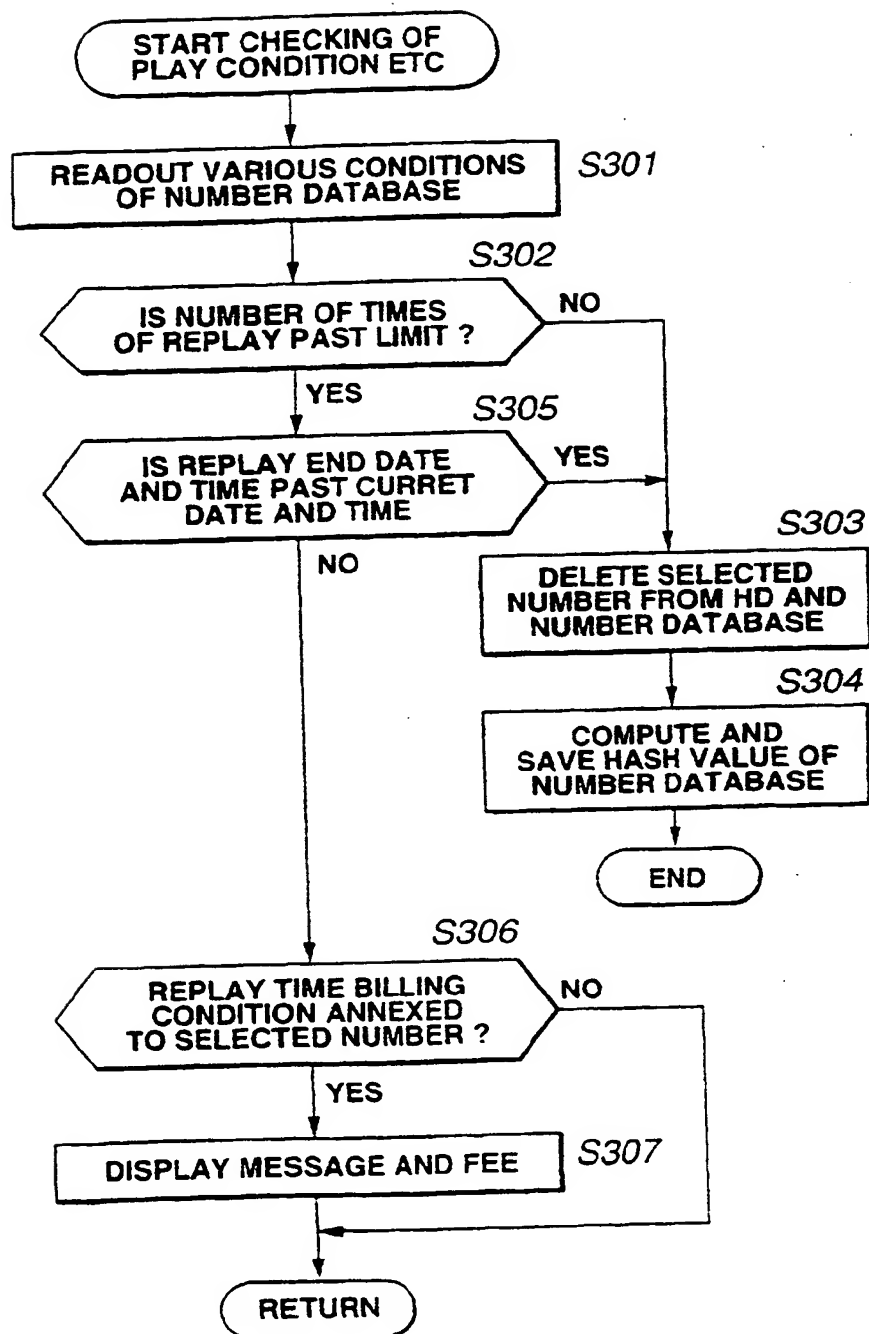 START CHECKING OF
PLAY CONDITION ETC
READOUT VARIOUS CONDITIONS
OF NUMBER DATABASE
S301
S302
IS NUMBER OF TIMES
OF REPLAY PAST LIMIT ?
NO
YES
S305
IS REPLAY END DATE
AND TIME PAST CURRET
DATE AND TIME
YES
NO
S303
DELETE SELECTED
NUMBER FROM HD AND
NUMBER DATABASE
S304
COMPUTE AND
SAVE HASH VALUE OF
NUMBER DATABASE
END
S306
REPLAY TIME BILLING
CONDITION ANNEXED
TO SELECTED NUMBER ?
NO
YES
DISPLAY MESSAGE AND FEE
S307
RETURN